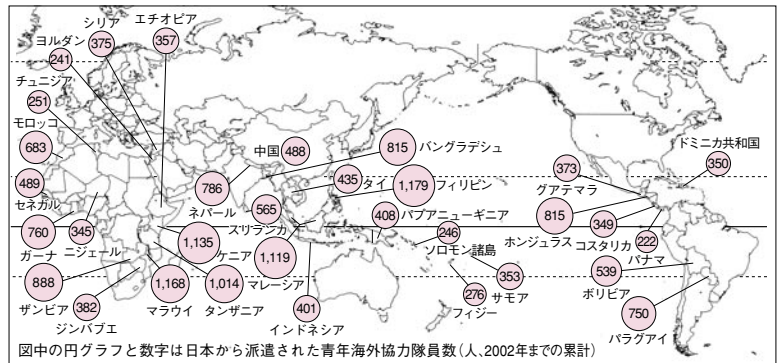 シリア
375
エチオピア
357
ヨルダン
241
チュニジア
251
モロッコ
683
489
セネガル
760
ガーナ
345
ニジェール
888
ザンビア
382
ジンバブエ
1,168
マラウイ
1,014
タンザニア
1,135
ケニア
786
ネパール
565
スリランカ
中国
488
815
バングラデシュ
435
タイ
1,179
フィリピン
1,119
マレーシア
401
インドネシア
408
パプアニューギニア
246
ソロモン諸島
276
フィジー
353
サモア
373
グアテマラ
815
ホンジュラス
349
コスタリカ
222
パナマ
ドミニカ共和国
350
539
ボリビア
750
パラグアイ
図中の円グラフと数字は日本から派遣された青年海外協力隊員数(人、2002年までの累計)